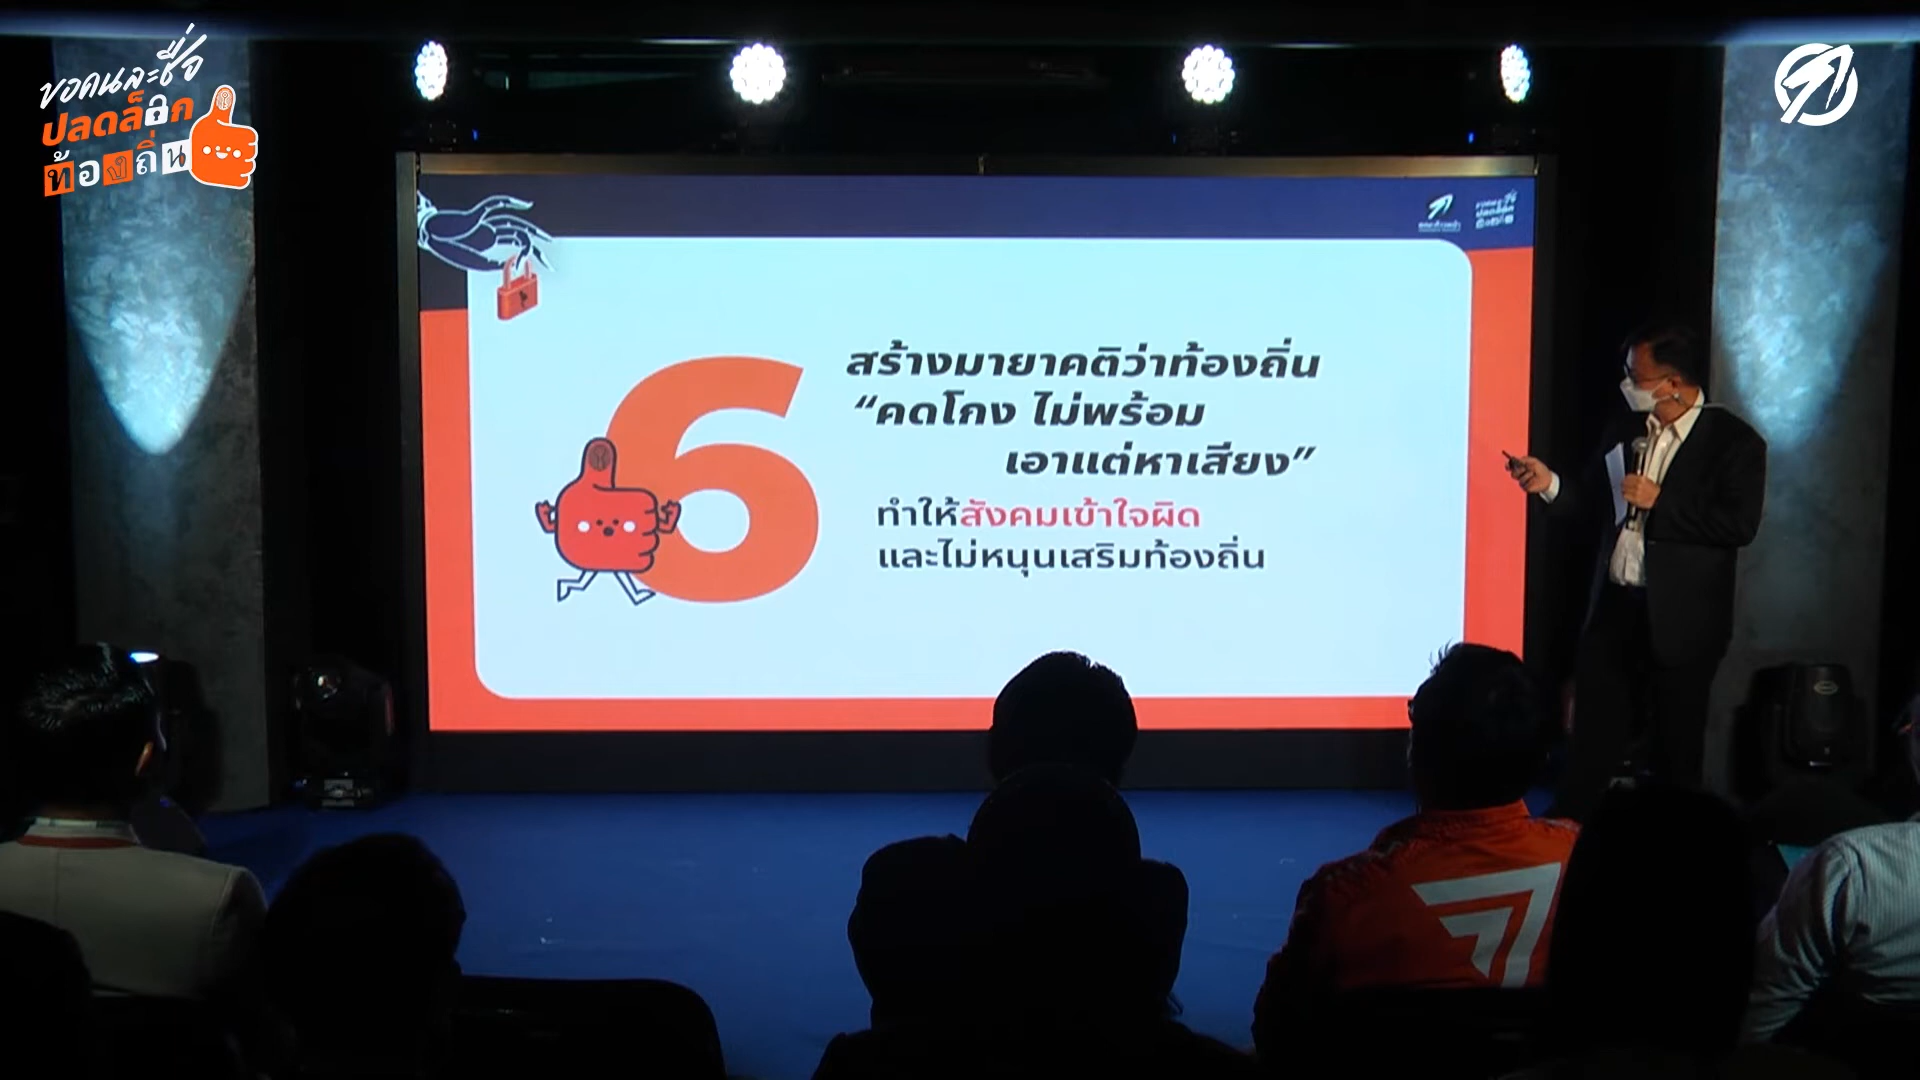 ขอคนละชื่อ
ปลดล็อก
ท้องถิ่น
6
สร้างมายาคติว่าท้องถิ่น
“คดโกง ไม่พร้อม
เอาแต่หาเสียง”
ทำให้สังคมเข้าใจผิด
และไม่หนุนเสริมท้องถิ่น